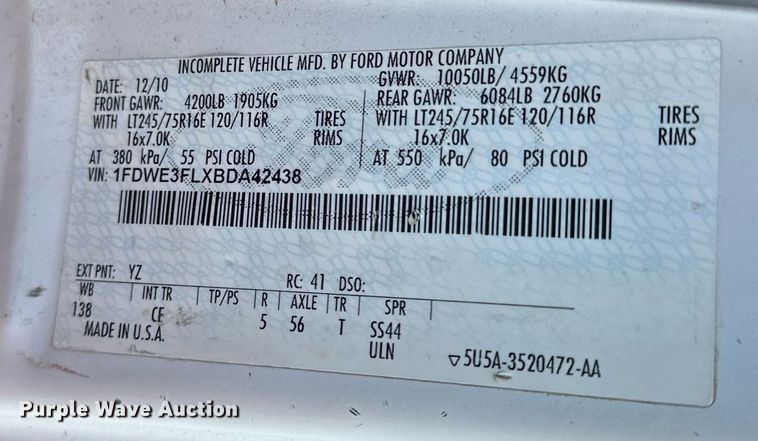 INCOMPLETE VEHICLE MFD. BY FORD MOTOR COMPANY
DATE: 12/10 GVWR: 10050LB/ 4559KG
FRONT GAWR: 4200LB 1905KG REAR GAWR: 6084LB 2760KG
WITH LT245/75R16E 120/116R TIRES WITH LT245/75R16E 120/116R TIRES
16x7.0K RIMS 16x7.0K RIMS
AT 380 kPa/ 55 PSI COLD AT 550 kPa/ 80 PSI COLD
VIN: 1FDWE3FLXBDA42438
EXT PNT: YZ RC: 41 DSO:
WB INT TR TP/PS R AXLE TR SPR
138 CE 5 56 T SS44
MADE IN U.S.A. ULN
▽5U5A-3520472-AA
Purple Wave Auction